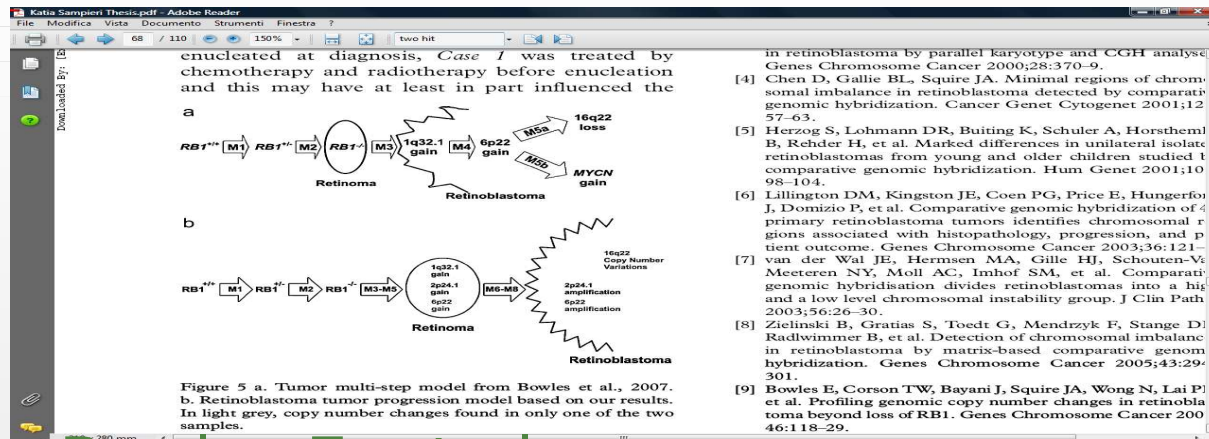 Katia Sampieri Thesis.pdf - Adobe Reader
File Modifica Vista Documento Strumenti Finestra ?
68 / 110 150% two hit
Downloaded By: [E
enucleated at diagnosis, Case 1 was treated by
chemotherapy and radiotherapy before enucleation
and this may have at least in part influenced the
a
RB1+/+ M1 RB1+/- M2 RB1-/- M3 1q32.1 gain M4 6p22 gain
M5a 16q22 loss
M5b MYCN gain
Retinoma
Retinoblastoma
b
RB1+/+ M1 RB1+/- M2 RB1-/- M3-M5
1q32.1
gain
2p24.1
gain
6p22
gain
Retinoma
M6-M8
16q22
Copy Number
Variations
2p24.1
amplification
6p22
amplification
Retinoblastoma
Figure 5 a. Tumor multi-step model from Bowles et al., 2007.
b. Retinoblastoma tumor progression model based on our results.
In light grey, copy number changes found in only one of the two
samples.
in retinoblastoma by parallel karyotype and CGH analyse
Genes Chromosome Cancer 2000;28:370–9.
[4] Chen D, Gallie BL, Squire JA. Minimal regions of chrom
somal imbalance in retinoblastoma detected by comparati
genomic hybridization. Cancer Genet Cytogenet 2001;12
57–63.
[5] Herzog S, Lohmann DR, Buiting K, Schuler A, Horsthem
B, Rehder H, et al. Marked differences in unilateral isolate
retinoblastomas from young and older children studied b
comparative genomic hybridization. Hum Genet 2001;10
98–104.
[6] Lillington DM, Kingston JE, Coen PG, Price E, Hungerfor
J, Domizio P, et al. Comparative genomic hybridization of 4
primary retinoblastoma tumors identifies chromosomal r
gions associated with histopathology, progression, and p
tient outcome. Genes Chromosome Cancer 2003;36:121–
[7] van der Wal JE, Hermsen MA, Gille HJ, Schouten-Va
Meeteren NY, Moll AC, Imhof SM, et al. Comparati
genomic hybridisation divides retinoblastomas into a hig
and a low level chromosomal instability group. J Clin Path
2003;56:26–30.
[8] Zielinski B, Gratias S, Toedt G, Mendrzyk F, Stange D
Radlwimmer B, et al. Detection of chromosomal imbalanc
in retinoblastoma by matrix-based comparative genom
hybridization. Genes Chromosome Cancer 2005;43:294
301.
[9] Bowles E, Corson TW, Bayani J, Squire JA, Wong N, Lai P
et al. Profiling genomic copy number changes in retinobla
toma beyond loss of RB1. Genes Chromosome Cancer 200
46:118–29.